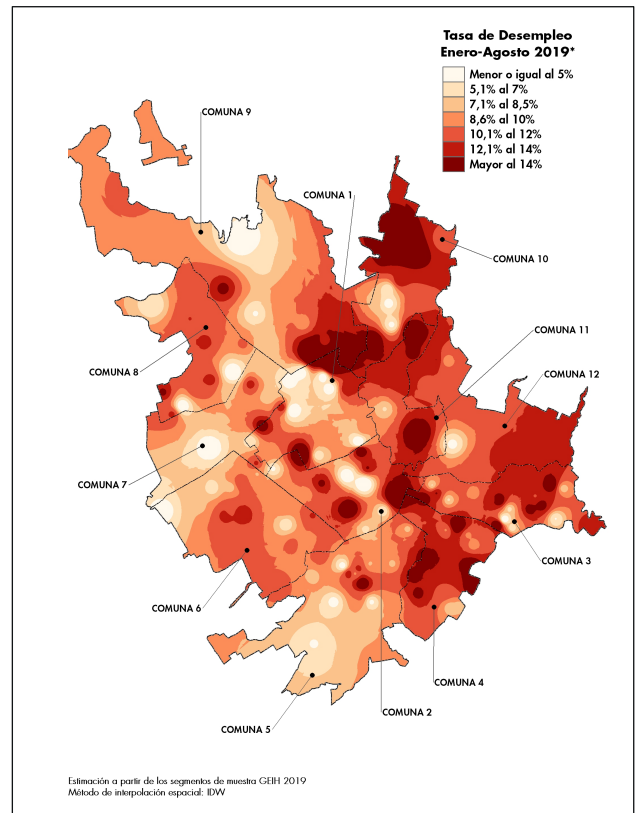 Tasa de Desempleo
Enero-Agosto 2019*
Menor o igual al 5%
5,1% al 7%
7,1% al 8,5%
8,6% al 10%
10,1% al 12%
12,1% al 14%
Mayor al 14%
COMUNA 9
COMUNA 1
COMUNA 10
COMUNA 11
COMUNA 8
COMUNA 12
COMUNA 7
COMUNA 3
COMUNA 6
COMUNA 4
COMUNA 2
COMUNA 5
Estimación a partir de los segmentos de muestra GEIH 2019
Método de interpolación espacial: IDW